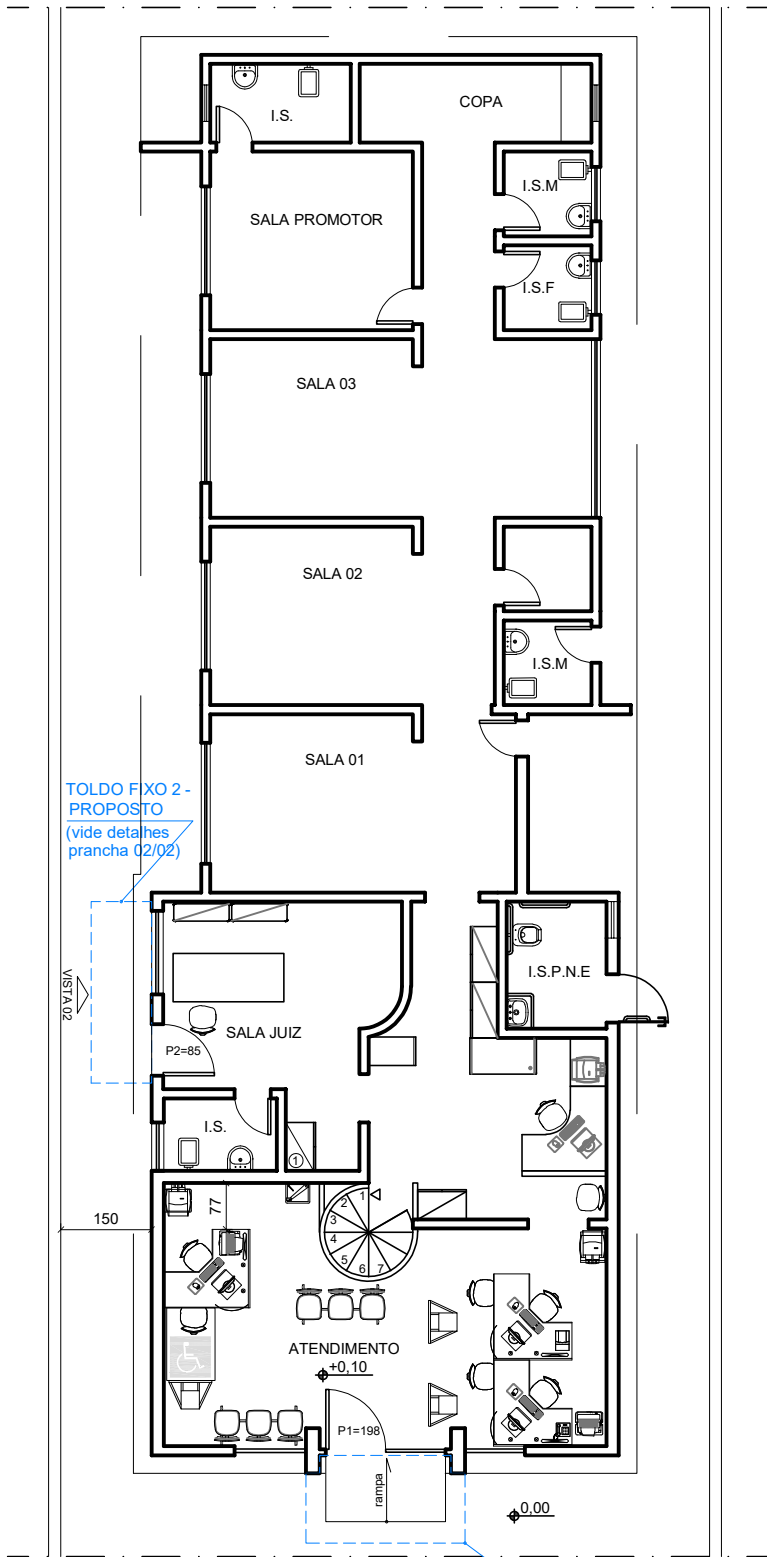 COPA
I.S.
I.S.M
SALA PROMOTOR
I.S.F
SALA 03
SALA 02
I.S.M
SALA 01
TOLDO FIXO 2 -
PROPOSTO
(vide detalhes
prancha 02/02)
VISTA 02
I.S.P.N.E
SALA JUIZ
P2=85
I.S.
1
77
1
2
3
4
5
6
7
150
ATENDIMENTO
+0,10
P1=198
rampa
0,00